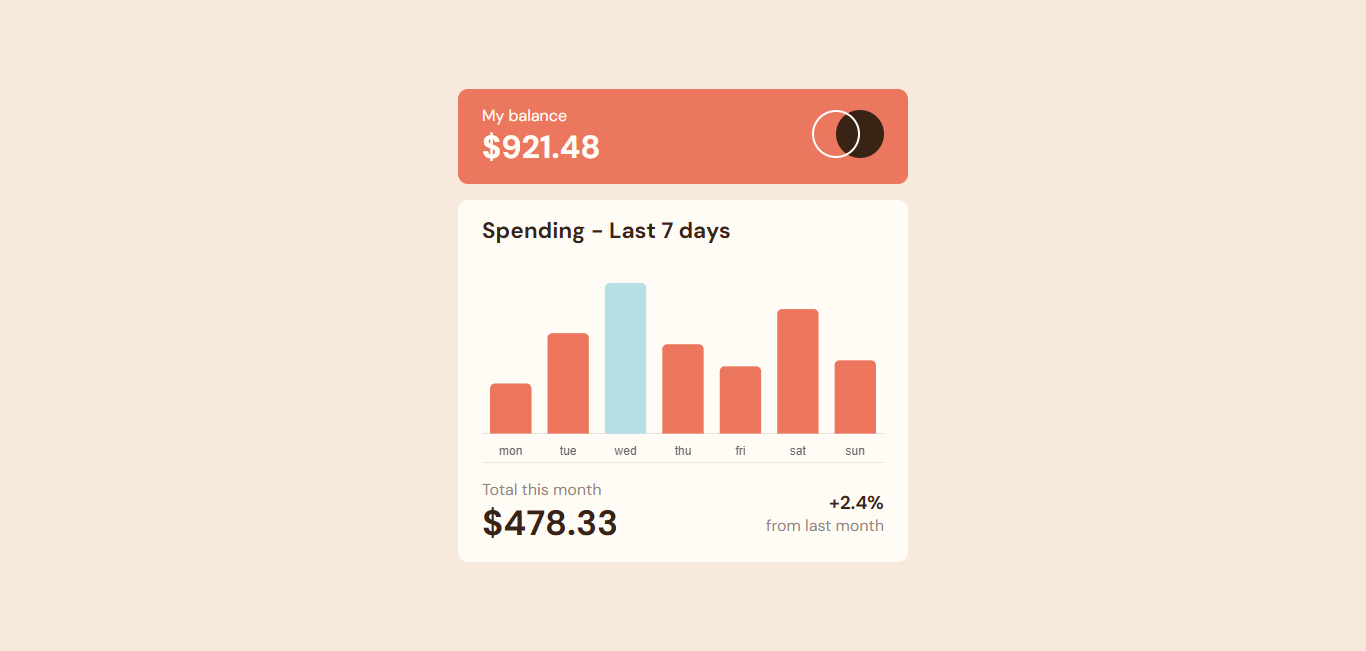 My balance
$921.48
Spending - Last 7 days
mon tue wed thu fri sat sun
Total this month
$478.33
+2.4%
from last month